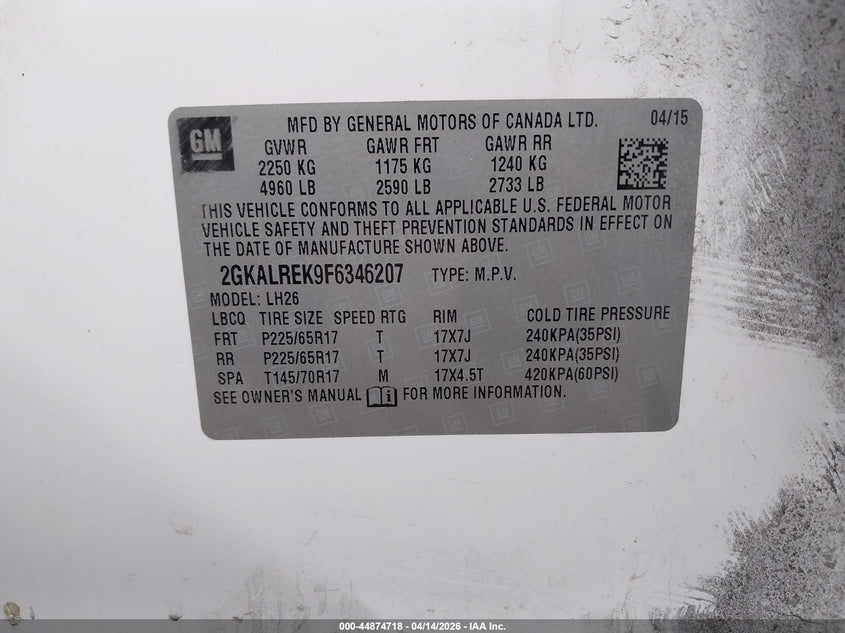 GM
MFD BY GENERAL MOTORS OF CANADA LTD. 04/15
GVWR GAWR FRT GAWR RR
2250 KG 1175 KG 1240 KG
4960 LB 2590 LB 2733 LB
THIS VEHICLE CONFORMS TO ALL APPLICABLE U.S. FEDERAL MOTOR
VEHICLE SAFETY AND THEFT PREVENTION STANDARDS IN EFFECT ON
THE DATE OF MANUFACTURE SHOWN ABOVE.
2GKALREK9F6346207 TYPE: M.P.V.
MODEL: LH26
LBCQ TIRE SIZE SPEED RTG RIM COLD TIRE PRESSURE
FRT P225/65R17 T 17X7J 240KPA(35PSI)
RR P225/65R17 T 17X7J 240KPA(35PSI)
SPA T145/70R17 M 17X4.5T 420KPA(60PSI)
SEE OWNER'S MANUAL FOR MORE INFORMATION.
000-44874718 - 04/14/2026 - IAA Inc.